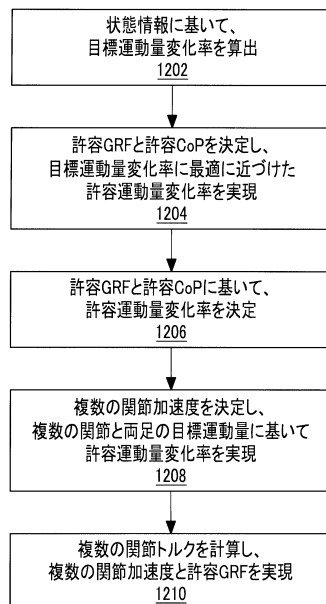 状態情報に基いて、
目標運動量変化率を算出
1202
許容GRFと許容CoPを決定し、
目標運動量変化率に最適に近づけた
許容運動量変化率を実現
1204
許容GRFと許容CoPに基いて、
許容運動量変化率を決定
1206
複数の関節加速度を決定し、
複数の関節と両足の目標運動量に基いて
許容運動量変化率を実現
1208
複数の関節トルクを計算し、
複数の関節加速度と許容GRFを実現
1210